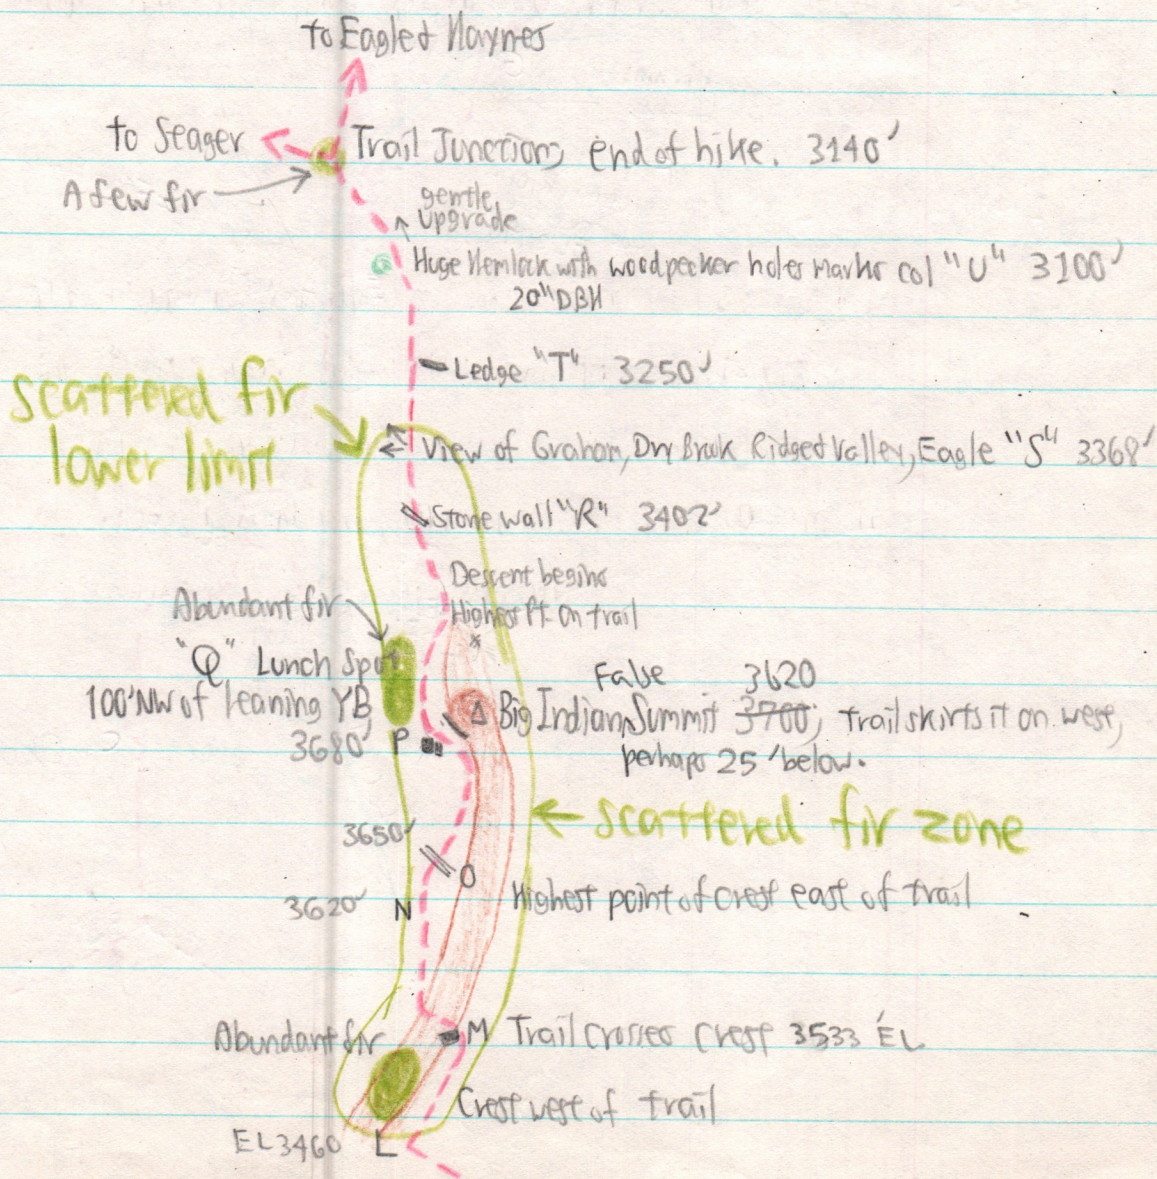 to Eagle & Haynes
to Seager
Trail Junction, end of hike. 3140'
A few fir
gentle
upgrade
Huge Hemlock with woodpecker holes marks col "U" 3100'
20" DBH
Ledge "T" 3250'
scattered fir
lower limit
View of Graham, Dry Brook Ridge & Valley, Eagle "S" 3368'
Stone wall "R" 3402'
Descent begins
Abundant fir
Highest Pt. on trail
"Q" Lunch Spot
False 3620
100' NW of leaning YB
Big Indian Summit 3700, trail skirts it on west,
3680' P
perhaps 25' below.
scattered fir zone
3650'
O
Highest point of crest east of trail
3620' N
Abundant fir
M Trail crosses crest 3533' EL
Crest west of trail
EL 3460 L